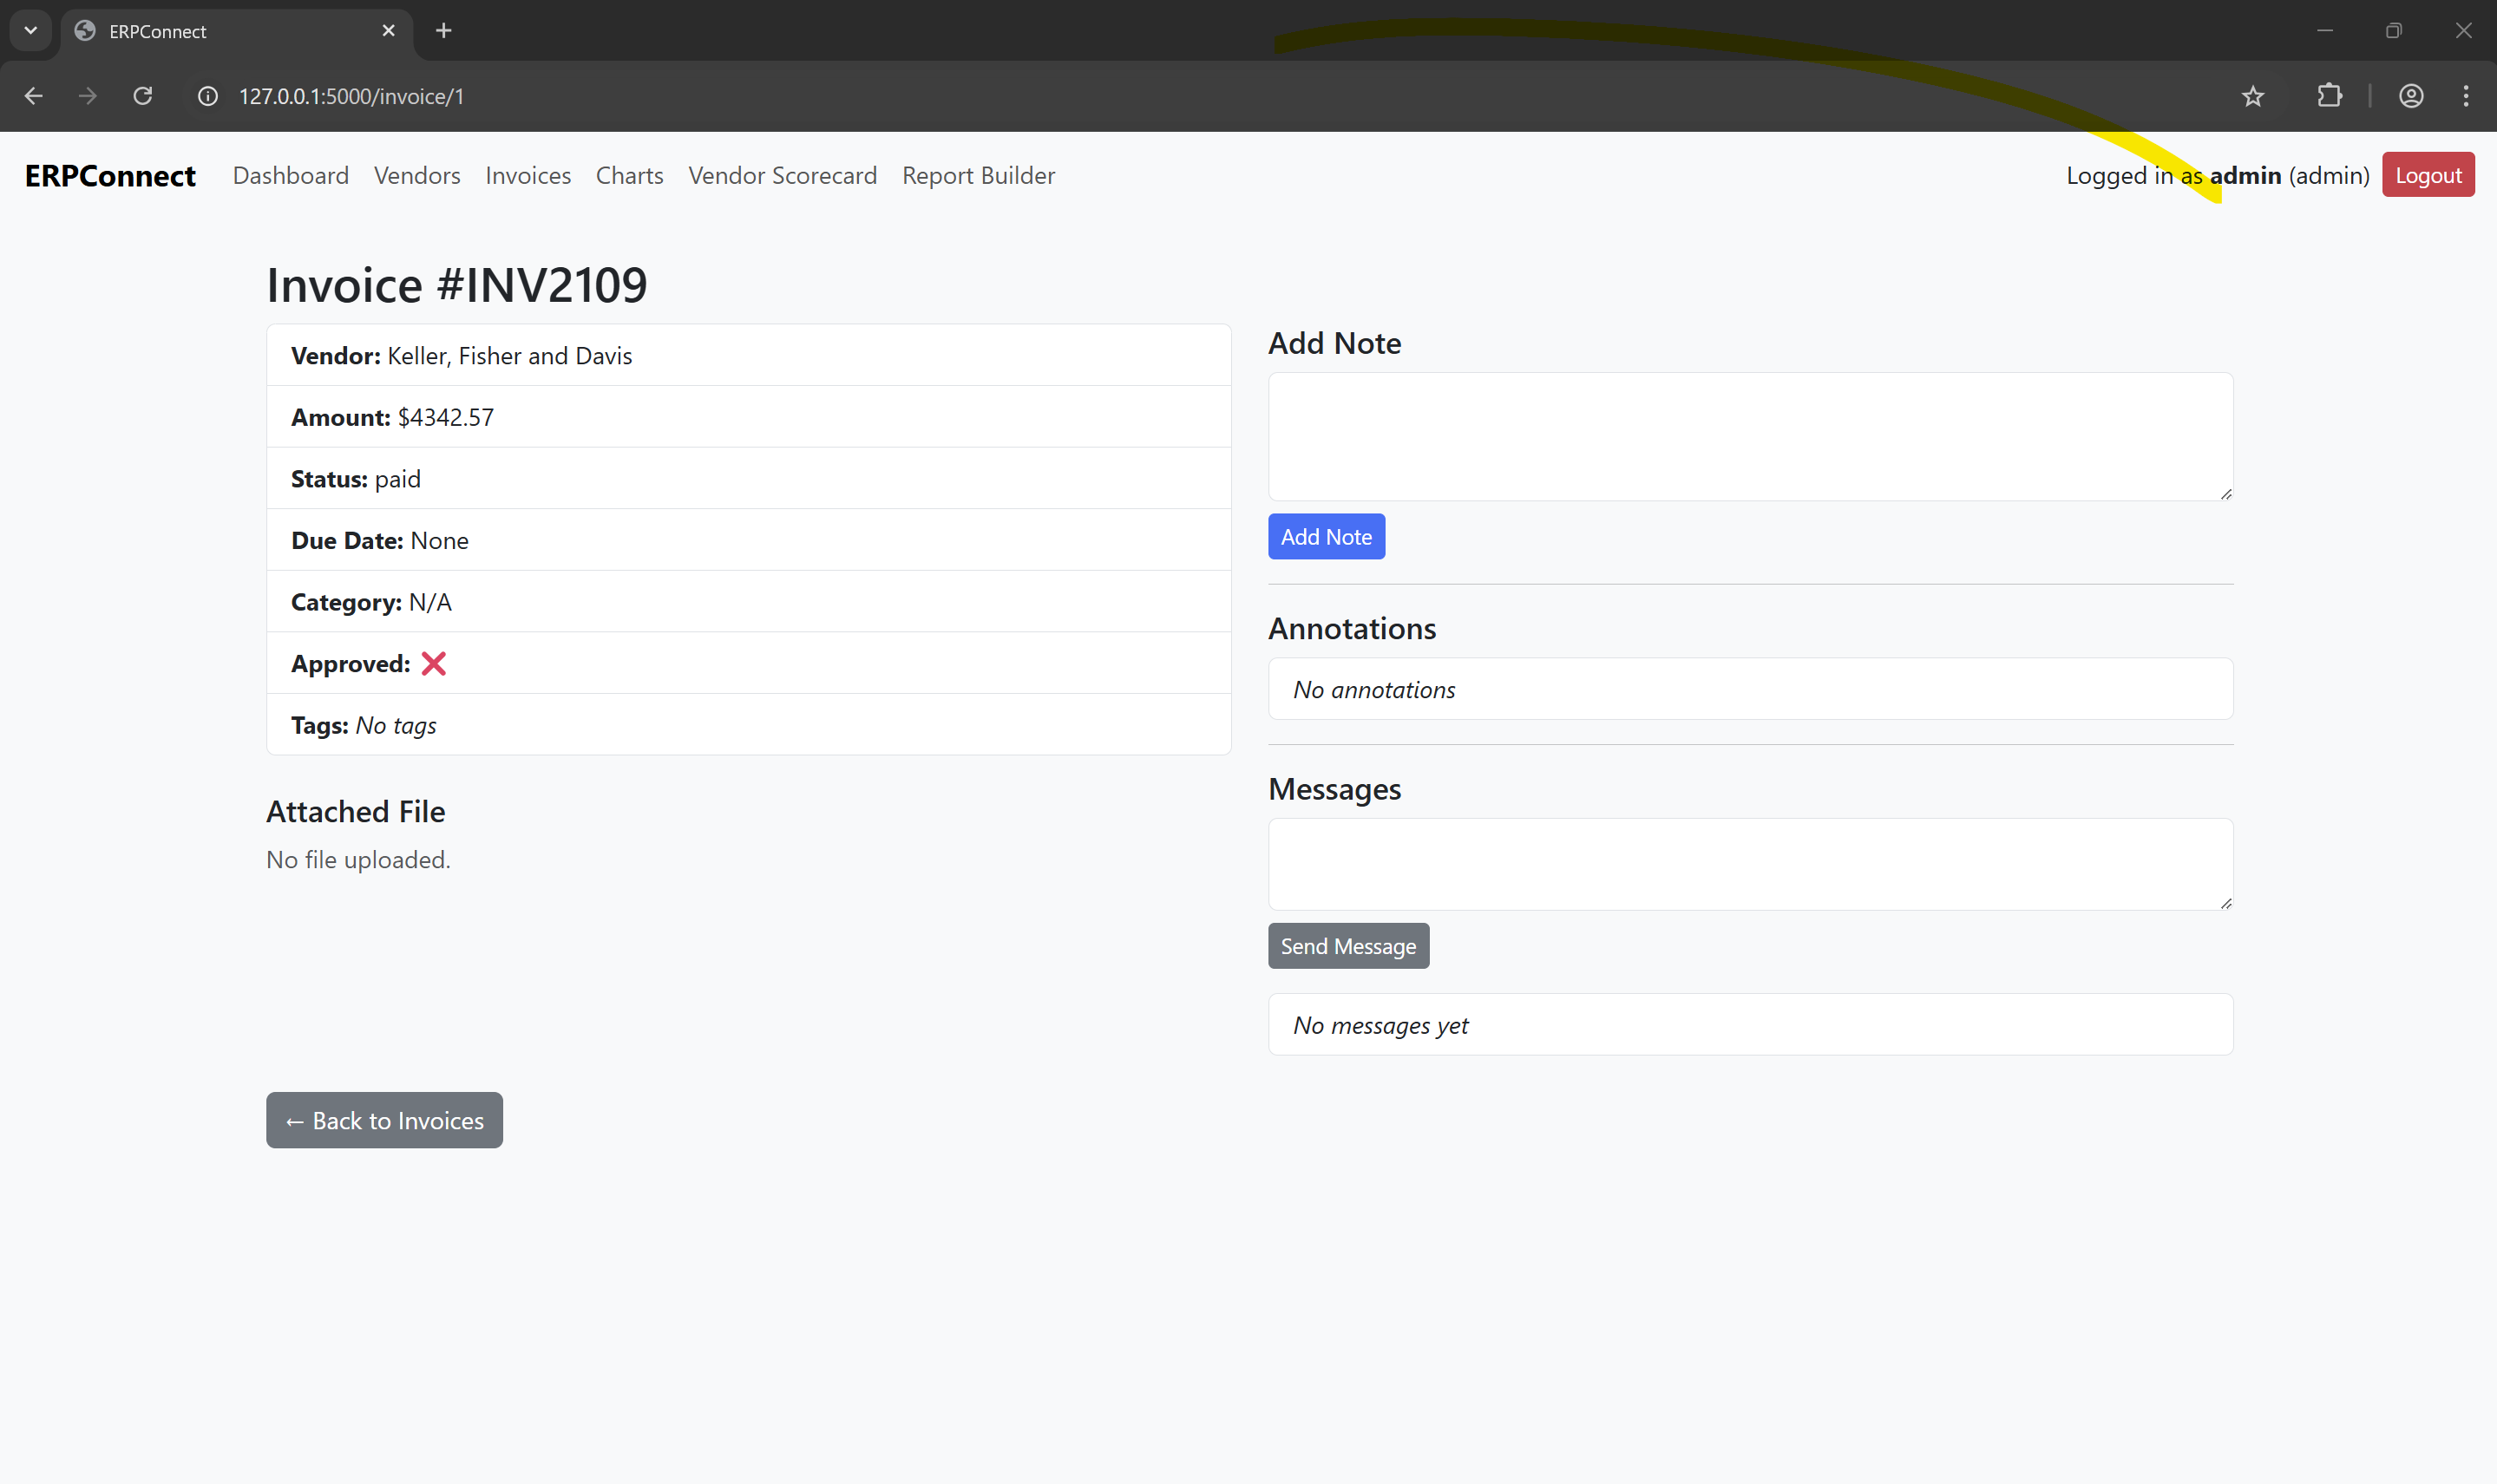 ERPConnect
127.0.0.1:5000/invoice/1
ERPConnect Dashboard Vendors Invoices Charts Vendor Scorecard Report Builder Logged in as admin (admin) Logout
Invoice #INV2109
Vendor: Keller, Fisher and Davis
Amount: $4342.57
Status: paid
Due Date: None
Category: N/A
Approved: ❌
Tags: No tags
Attached File
No file uploaded.
Add Note
Add Note
Annotations
No annotations
Messages
Send Message
No messages yet
← Back to Invoices